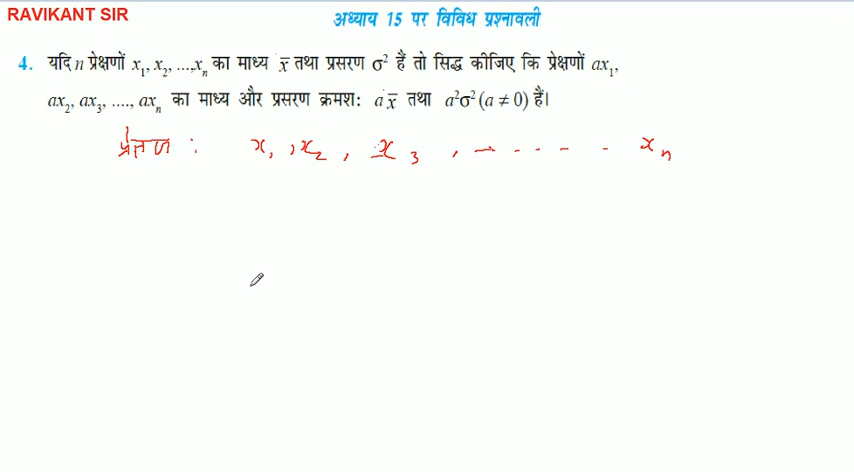 RAVIKANT SIR
अध्याय 15 पर विविध प्रश्नावली
4. यदि n प्रेक्षणों x₁, x₂, ...,xₙ का माध्य x̄ तथा प्रसरण σ² हैं तो सिद्ध कीजिए कि प्रेक्षणों ax₁,
ax₂, ax₃, ...., axₙ का माध्य और प्रसरण क्रमश: a x̄ तथा a²σ² (a ≠ 0) हैं।
प्रेक्षण : x₁, x₂, x₃, - - - - - - xₙ